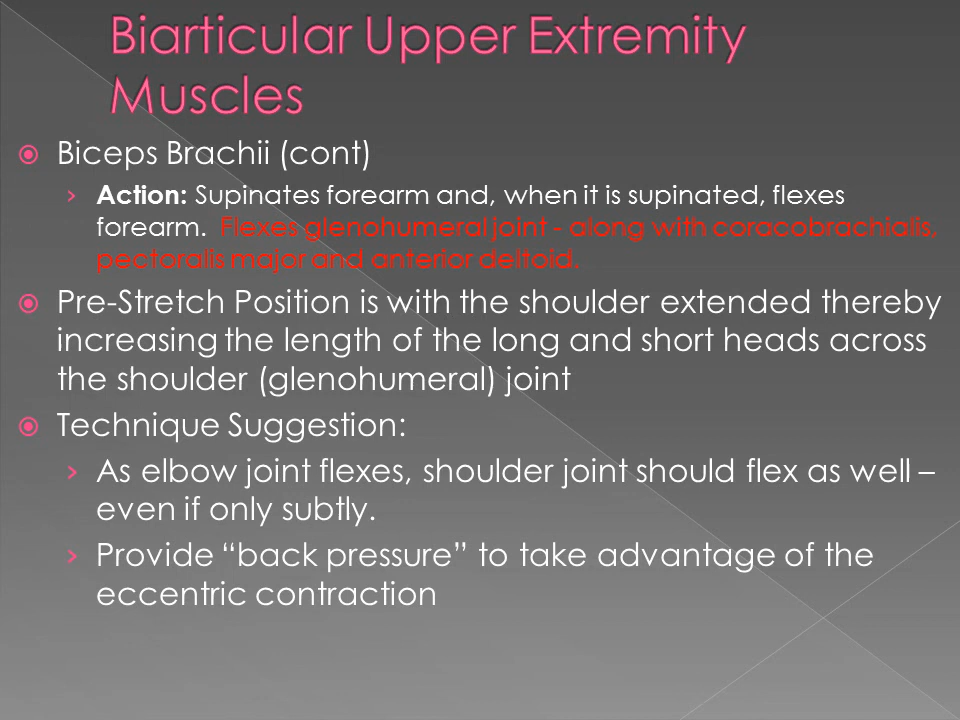 Biarticular Upper Extremity
Muscles
Biceps Brachii (cont)
› Action: Supinates forearm and, when it is supinated, flexes
forearm. Flexes glenohumeral joint - along with coracobrachialis,
pectoralis major and anterior deltoid.
Pre-Stretch Position is with the shoulder extended thereby
increasing the length of the long and short heads across
the shoulder (glenohumeral) joint
Technique Suggestion:
› As elbow joint flexes, shoulder joint should flex as well –
even if only subtly.
› Provide “back pressure” to take advantage of the
eccentric contraction